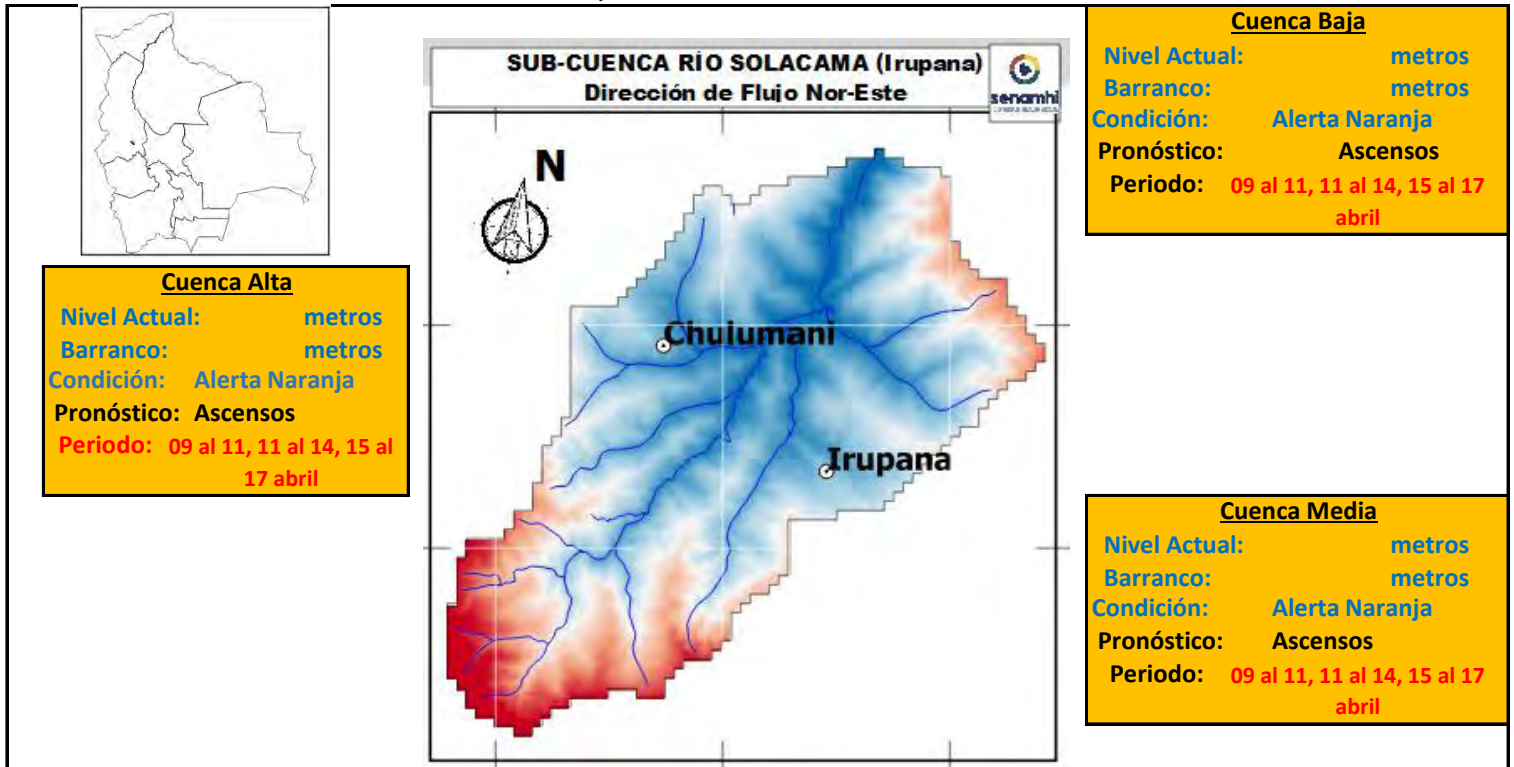 Cuenca Baja
Nivel Actual: metros
Barranco: metros
Condición: Alerta Naranja
Pronóstico: Ascensos
Periodo: 09 al 11, 11 al 14, 15 al 17
abril
SUB-CUENCA RÍO SOLACAMA (Irupana)
Dirección de Flujo Nor-Este
senamhi
N
Chulumani
Irupana
Cuenca Alta
Nivel Actual: metros
Barranco: metros
Condición: Alerta Naranja
Pronóstico: Ascensos
Periodo: 09 al 11, 11 al 14, 15 al
17 abril
Cuenca Media
Nivel Actual: metros
Barranco: metros
Condición: Alerta Naranja
Pronóstico: Ascensos
Periodo: 09 al 11, 11 al 14, 15 al 17
abril